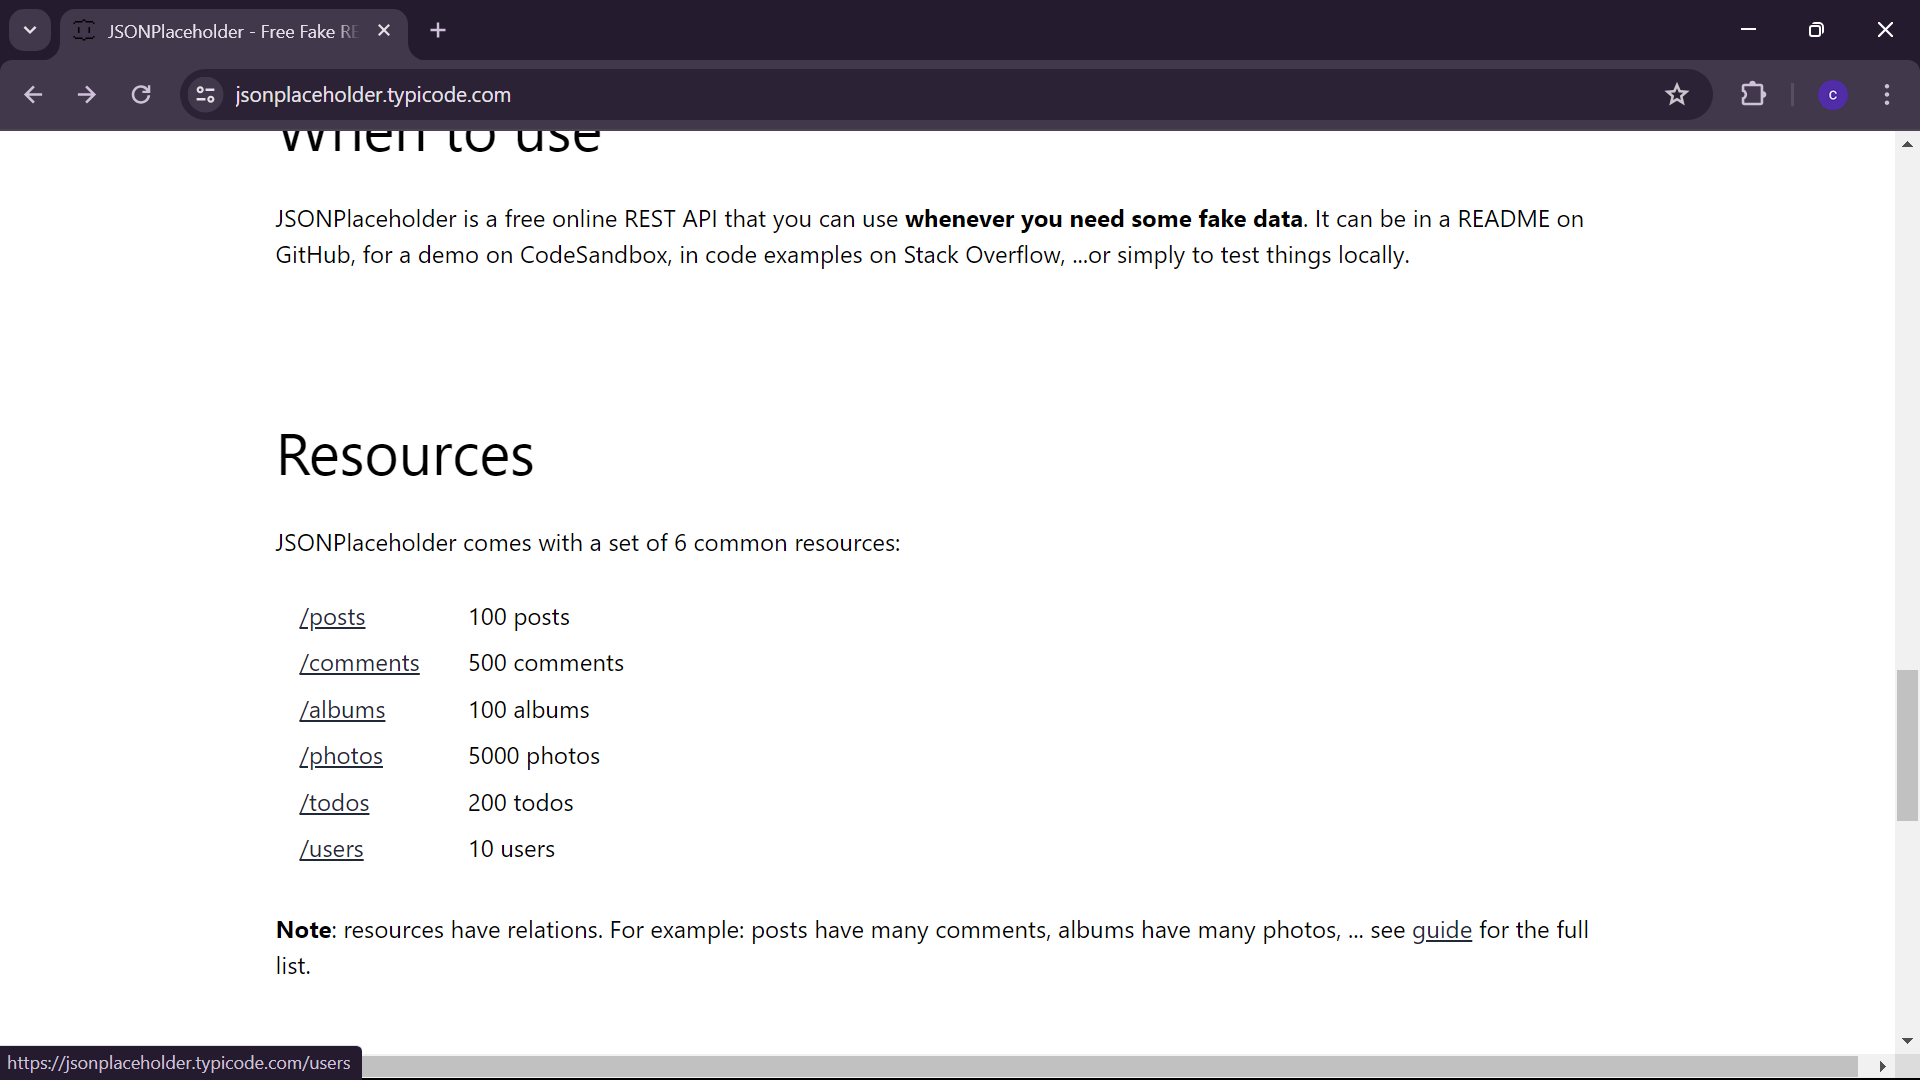 JSONPlaceholder - Free Fake RE
jsonplaceholder.typicode.com
c
When to use
JSONPlaceholder is a free online REST API that you can use whenever you need some fake data. It can be in a README on
GitHub, for a demo on CodeSandbox, in code examples on Stack Overflow, ...or simply to test things locally.
Resources
JSONPlaceholder comes with a set of 6 common resources:
/posts 100 posts
/comments 500 comments
/albums 100 albums
/photos 5000 photos
/todos 200 todos
/users 10 users
Note: resources have relations. For example: posts have many comments, albums have many photos, ... see guide for the full
list.
https://jsonplaceholder.typicode.com/users